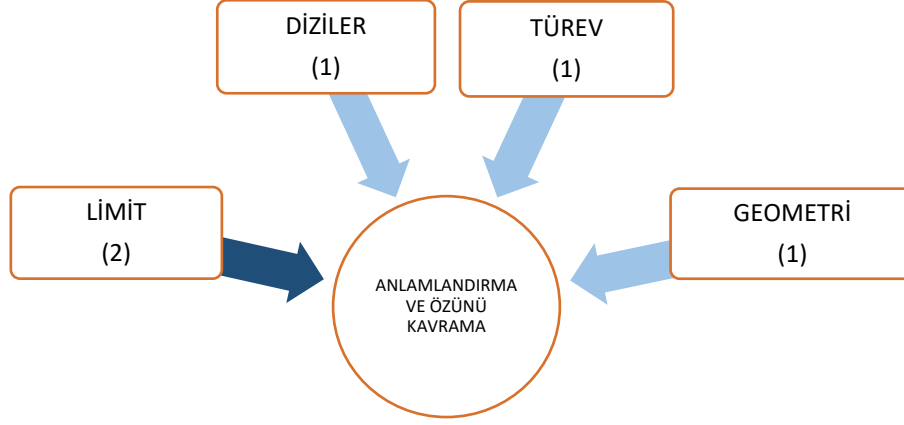 DİZİLER
(1)
TÜREV
(1)
LİMİT
(2)
GEOMETRİ
(1)
ANLAMLANDIRMA
VE ÖZÜNÜ
KAVRAMA